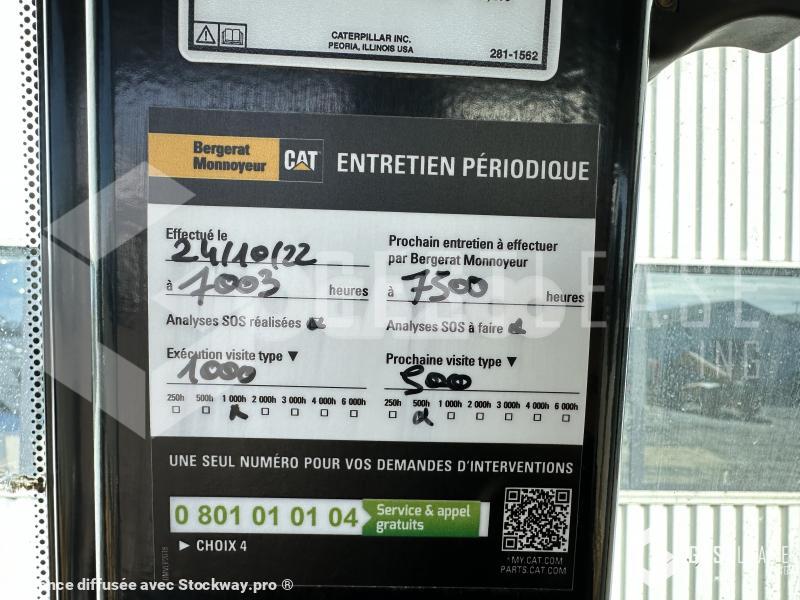 CATERPILLAR INC.
PEORIA, ILLINOIS USA
281-1562
Bergerat
Monnoyeur
CAT
ENTRETIEN PÉRIODIQUE
Effectué le
24/10/22
à 7003 heures
Analyses SOS réalisées
Exécution visite type ▼
1000
250h 500h 1 000h 2 000h 3 000h 4 000h 6 000h
Prochain entretien à effectuer
par Bergerat Monnoyeur
à 7500 heures
Analyses SOS à faire
Prochaine visite type ▼
500
250h 500h 1 000h 2 000h 3 000h 4 000h 6 000h
UNE SEUL NUMÉRO POUR VOS DEMANDES D'INTERVENTIONS
0 801 01 01 04
Service & appel
gratuits
► CHOIX 4
*MY.CAT.COM
PARTS.CAT.COM
diffusée avec Stockway.pro ®